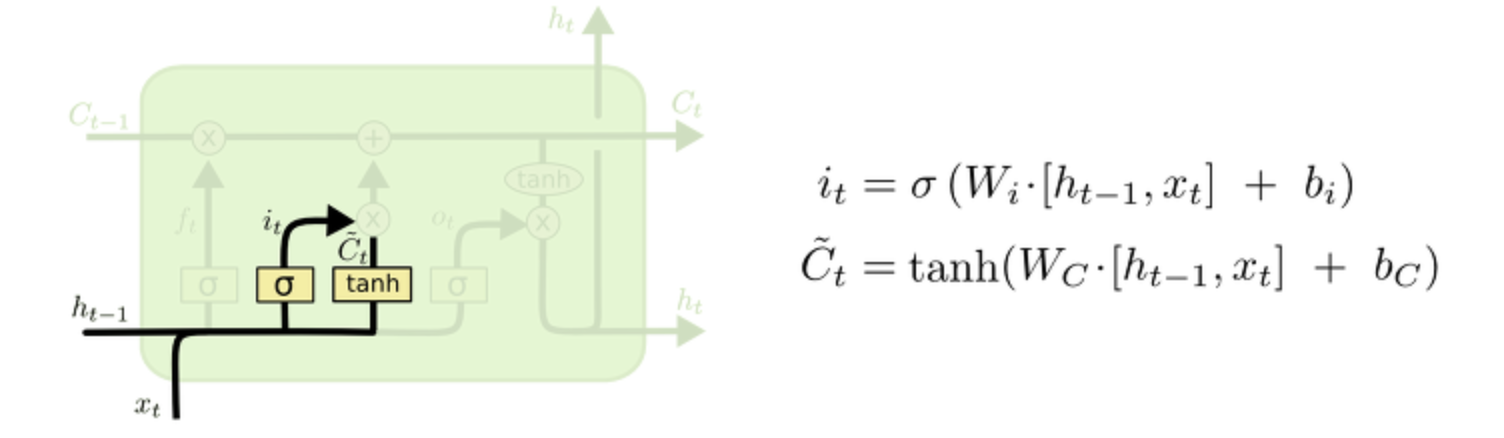 h_t
C_{t-1}
C_t
× +
tanh
f_t i_t × o_t ×
C̃_t
σ σ tanh σ
h_{t-1} h_t
x_t
i_t = σ (W_i·[h_{t-1}, x_t] + b_i)
C̃_t = tanh(W_C·[h_{t-1}, x_t] + b_C)